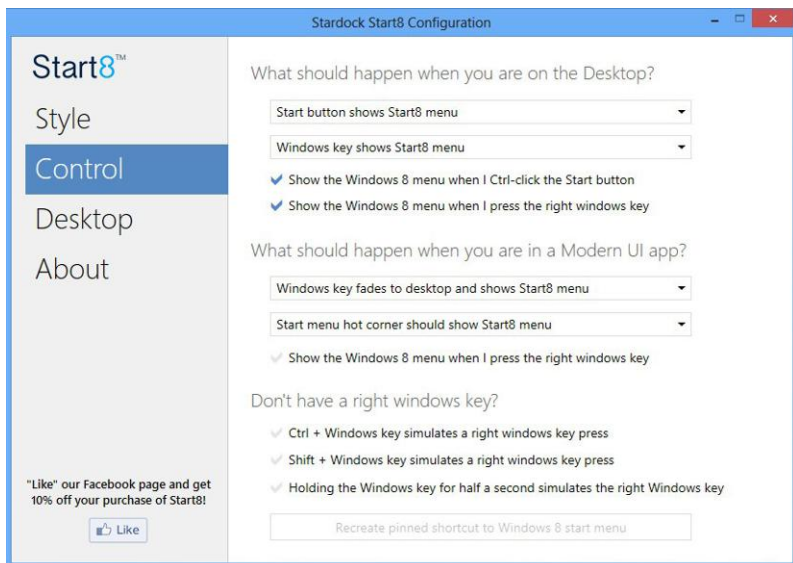 Stardock Start8 Configuration
Start8™
Style
Control
Desktop
About
"Like" our Facebook page and get
10% off your purchase of Start8!
Like
What should happen when you are on the Desktop?
Start button shows Start8 menu
Windows key shows Start8 menu
Show the Windows 8 menu when I Ctrl-click the Start button
Show the Windows 8 menu when I press the right windows key
What should happen when you are in a Modern UI app?
Windows key fades to desktop and shows Start8 menu
Start menu hot corner should show Start8 menu
Show the Windows 8 menu when I press the right windows key
Don't have a right windows key?
Ctrl + Windows key simulates a right windows key press
Shift + Windows key simulates a right windows key press
Holding the Windows key for half a second simulates the right Windows key
Recreate pinned shortcut to Windows 8 start menu